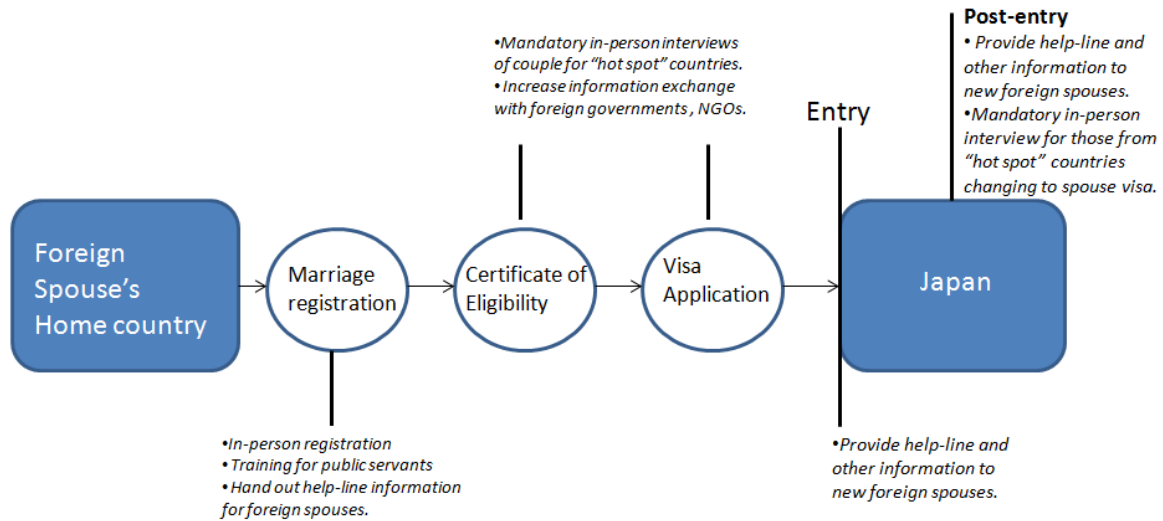 Post-entry
• Provide help-line and
other information to
new foreign spouses.
•Mandatory in-person
interview for those from
“hot spot” countries
changing to spouse visa.
•Mandatory in-person interviews
of couple for “hot spot” countries.
•Increase information exchange
with foreign governments , NGOs.
Entry
Foreign
Spouse’s
Home country
Marriage
registration
Certificate of
Eligibility
Visa
Application
Japan
•In-person registration
•Training for public servants
•Hand out help-line information
for foreign spouses.
•Provide help-line and
other information to
new foreign spouses.